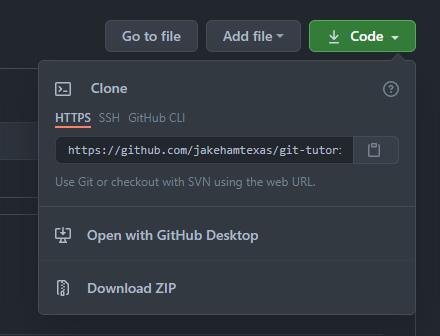 Go to file Add file Code
Clone
HTTPS SSH GitHub CLI
https://github.com/jakehamtexas/git-tutori
Use Git or checkout with SVN using the web URL.
Open with GitHub Desktop
Download ZIP